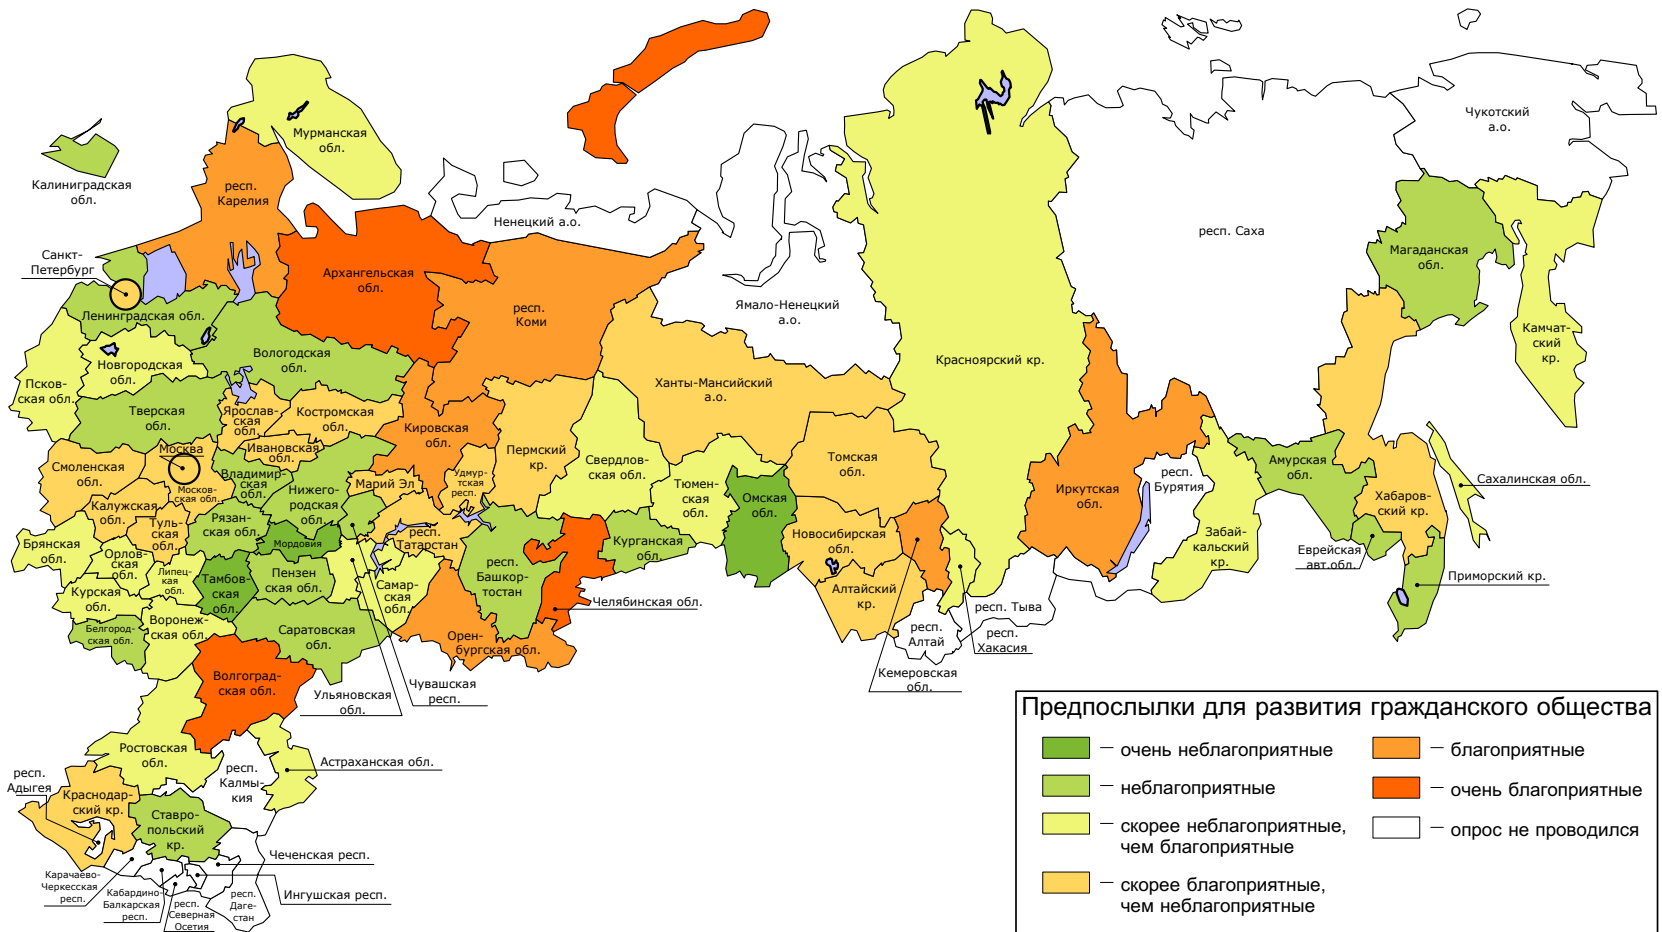 Мурманская
обл.
Калиниградская
обл.
респ.
Карелия
Санкт-
Петербург
Ненецкий а.о.
Архангельская
обл.
респ.
Коми
Ямало-Ненецкий
а.о.
Чукотский
а.о.
респ. Саха
Магаданская
обл.
Камчат-
ский
кр.
Красноярский кр.
Ленинградская обл.
Новгородская
обл.
Псков-
ская обл.
Вологодская
обл.
Тверская
обл.
Ярослав-
ская
обл.
Костромская
обл.
Кировская
обл.
Пермский
кр.
Ханты-Мансийский
а.о.
Свердлов-
ская обл.
Томская
обл.
Тюмен-
ская
обл.
Омская
обл.
Москва
Ивановская
обл.
Смоленская
обл.
Владимир-
ская
обл.
Москов-
ская обл.
Нижего-
родская
обл.
Марий Эл
Удмур-
тская
респ.
Калужская
обл.
Туль-
ская
обл.
Рязан-
ская обл.
Мордовия
респ.
Татарстан
Брянская
обл.
Орлов-
ская
обл.
Липец-
кая
обл.
Тамбов-
ская
обл.
Пензен
ская обл.
Самар-
ская
обл.
респ.
Башкор-
тостан
Курганская
обл.
Челябинская обл.
Курская
обл.
Белгород-
ская обл.
Воронеж-
ская обл.
Саратовская
обл.
Орен-
бургская обл.
Волгоград-
ская обл.
Ульяновская
обл.
Чувашская
респ.
Новосибирская
обл.
Алтайский
кр.
респ.
Алтай
Кемеровская
обл.
респ.
Хакасия
респ. Тыва
Иркутская
обл.
респ.
Бурятия
Забай-
кальский
кр.
Амурская
обл.
Хабаров-
ский кр.
Еврейская
авт.обл.
Приморский кр.
Сахалинская обл.
Ростовская
обл.
респ.
Калмы-
кия
Астраханская обл.
респ.
Адыгея
Краснодар-
ский кр.
Ставро-
польский
кр.
Чеченская респ.
Ингушская респ.
Карачаево-
Черкесская
респ.
Кабардино-
Балкарская
респ.
респ.
Северная
Осетия
респ.
Даге-
стан
Предпосылки для развития гражданского общества
— очень неблагоприятные
— неблагоприятные
— скорее неблагоприятные,
чем благоприятные
— скорее благоприятные,
чем неблагоприятные
— благоприятные
— очень благоприятные
— опрос не проводился